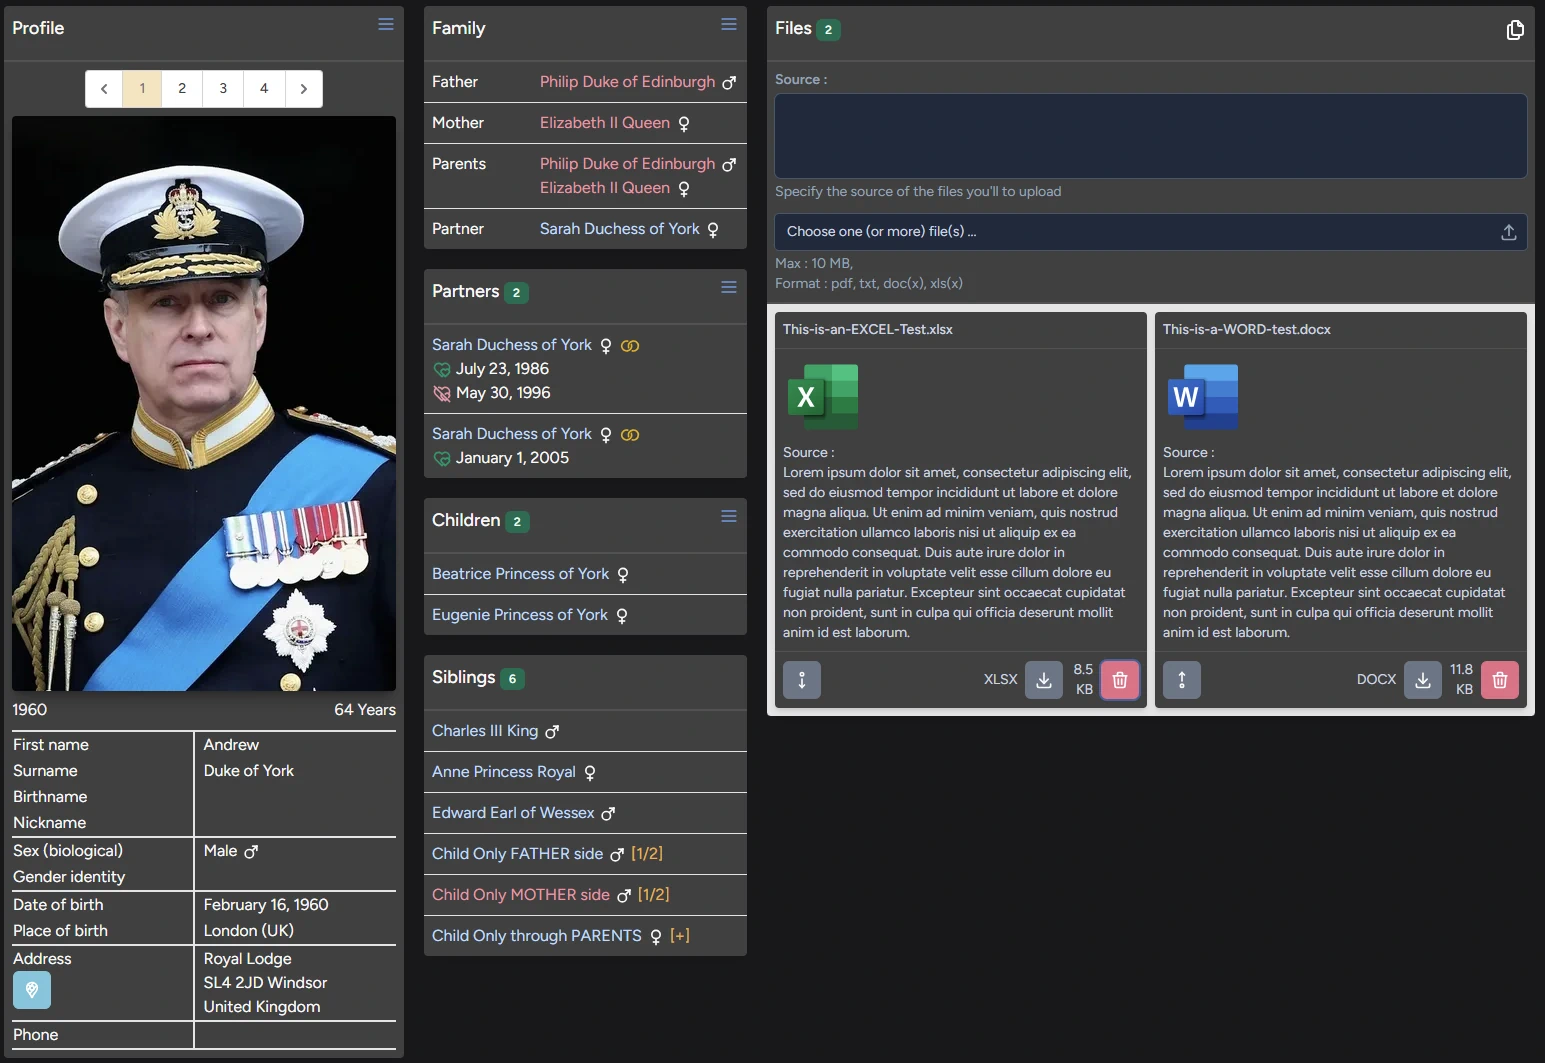 Profile
1 2 3 4
1960 64 Years
First name Andrew
Surname Duke of York
Birthname
Nickname
Sex (biological) Male ♂
Gender identity
Date of birth February 16, 1960
Place of birth London (UK)
Address Royal Lodge
SL4 2JD Windsor
United Kingdom
Phone
Family
Father Philip Duke of Edinburgh ♂
Mother Elizabeth II Queen ♀
Parents Philip Duke of Edinburgh ♂
Elizabeth II Queen ♀
Partner Sarah Duchess of York ♀
Partners 2
Sarah Duchess of York ♀
July 23, 1986
May 30, 1996
Sarah Duchess of York ♀
January 1, 2005
Children 2
Beatrice Princess of York ♀
Eugenie Princess of York ♀
Siblings 6
Charles III King ♂
Anne Princess Royal ♀
Edward Earl of Wessex ♂
Child Only FATHER side ♂ [1/2]
Child Only MOTHER side ♂ [1/2]
Child Only through PARENTS ♀ [+]
Files 2
Source :
Specify the source of the files you'll to upload
Choose one (or more) file(s) ...
Max : 10 MB,
Format : pdf, txt, doc(x), xls(x)
This-is-an-EXCEL-Test.xlsx
X
Source :
Lorem ipsum dolor sit amet, consectetur adipiscing elit,
sed do eiusmod tempor incididunt ut labore et dolore
magna aliqua. Ut enim ad minim veniam, quis nostrud
exercitation ullamco laboris nisi ut aliquip ex ea
commodo consequat. Duis aute irure dolor in
reprehenderit in voluptate velit esse cillum dolore eu
fugiat nulla pariatur. Excepteur sint occaecat cupidatat
non proident, sunt in culpa qui officia deserunt mollit
anim id est laborum.
XLSX 8.5
KB
This-is-a-WORD-test.docx
W
Source :
Lorem ipsum dolor sit amet, consectetur adipiscing elit,
sed do eiusmod tempor incididunt ut labore et dolore
magna aliqua. Ut enim ad minim veniam, quis nostrud
exercitation ullamco laboris nisi ut aliquip ex ea
commodo consequat. Duis aute irure dolor in
reprehenderit in voluptate velit esse cillum dolore eu
fugiat nulla pariatur. Excepteur sint occaecat cupidatat
non proident, sunt in culpa qui officia deserunt mollit
anim id est laborum.
DOCX 11.8
KB